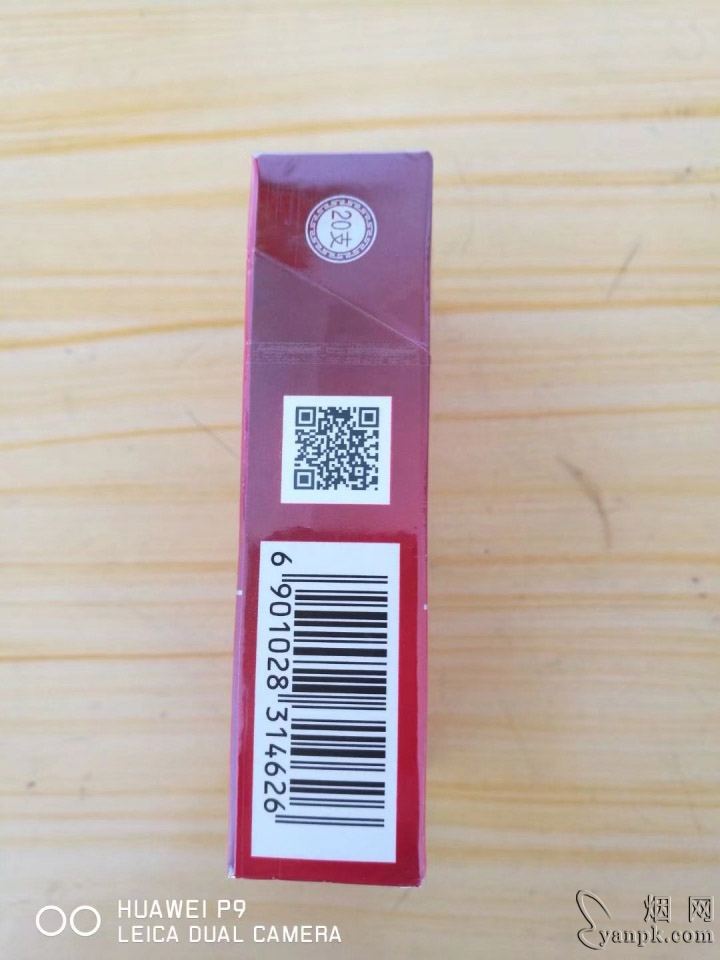 20支
6 901028 314626
HUAWEI P9
LEICA DUAL CAMERA
烟网
yanpk.com